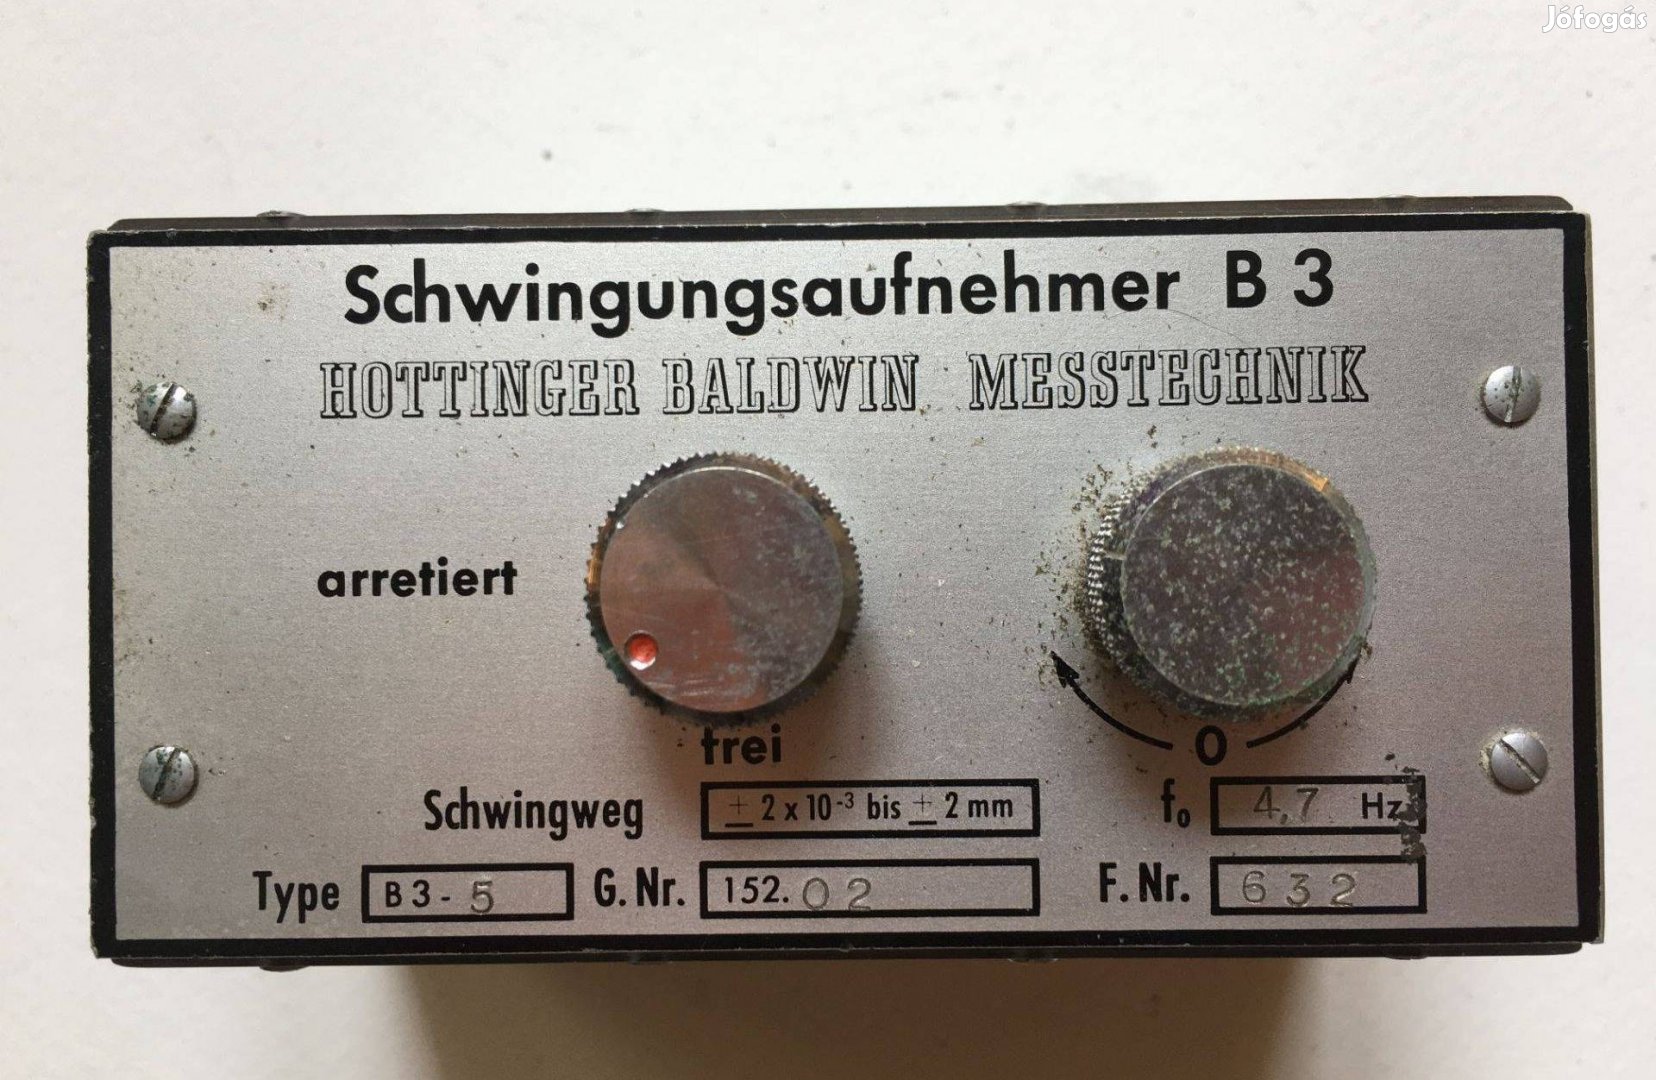 Jófogás
Schwingungsaufnehmer B 3
HOTTINGER BALDWIN MESSTECHNIK
arretiert
frei
0
Schwingweg ± 2 x 10⁻³ bis ± 2 mm f₀ 4,7 Hz
Type B 3 - 5 G. Nr. 152. 02 F. Nr. 632